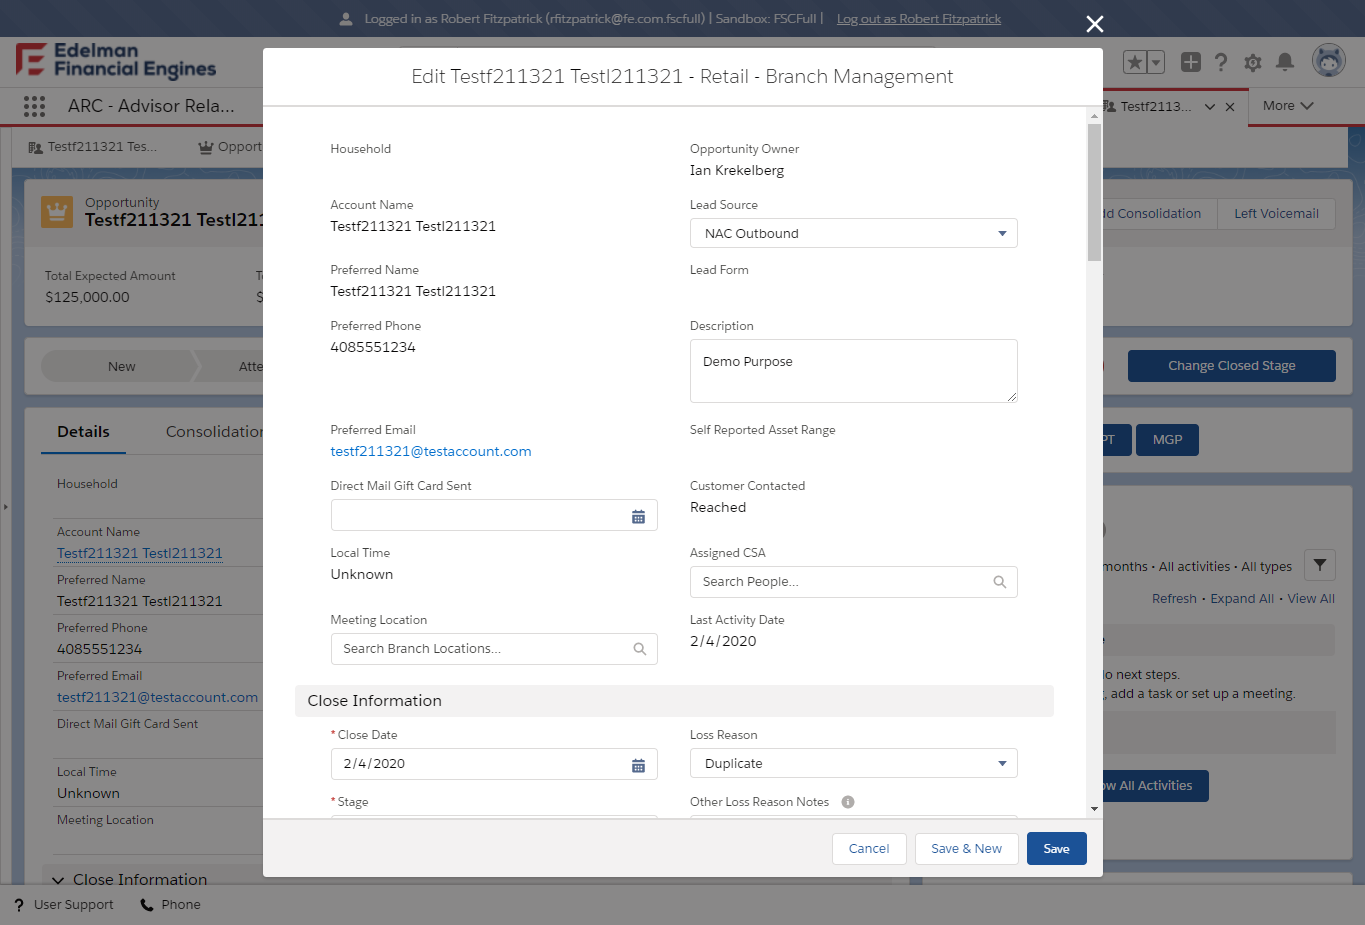 Logged in as Robert Fitzpatrick (rfitzpatrick@fe.com.fscfull) | Sandbox: FSCFull | Log out as Robert Fitzpatrick
Edelman
Financial Engines
ARC - Advisor Rela...
Testf2113...
More
Testf211321 Tes...
Opport
Opportunity
Testf211321 Testl211
Consolidation
Left Voicemail
Total Expected Amount
$125,000.00
$
New
Atte
Change Closed Stage
Details
Consolidation
PT
MGP
Household
Account Name
Testf211321 Testl211321
Preferred Name
Testf211321 Testl211321
Preferred Phone
4085551234
Preferred Email
testf211321@testaccount.com
Direct Mail Gift Card Sent
Local Time
Unknown
Meeting Location
Close Information
months • All activities • All types
Refresh • Expand All • View All
next steps.
, add a task or set up a meeting.
All Activities
Edit Testf211321 Testl211321 - Retail - Branch Management
Household
Opportunity Owner
Ian Krekelberg
Account Name
Testf211321 Testl211321
Lead Source
NAC Outbound
Preferred Name
Testf211321 Testl211321
Lead Form
Preferred Phone
4085551234
Description
Demo Purpose
Preferred Email
testf211321@testaccount.com
Self Reported Asset Range
Direct Mail Gift Card Sent
Customer Contacted
Reached
Local Time
Unknown
Assigned CSA
Search People...
Meeting Location
Search Branch Locations...
Last Activity Date
2/4/2020
Close Information
* Close Date
2/4/2020
Loss Reason
Duplicate
* Stage
Other Loss Reason Notes
Cancel
Save & New
Save
User Support
Phone